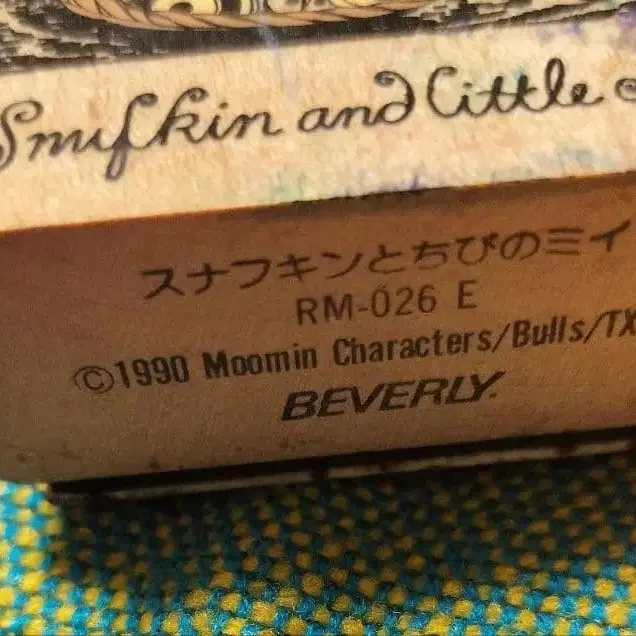 Snufkin and Little
スナフキンとちびのミイ
RM-026 E
©1990 Moomin Characters/Bulls/TX
BEVERLY.